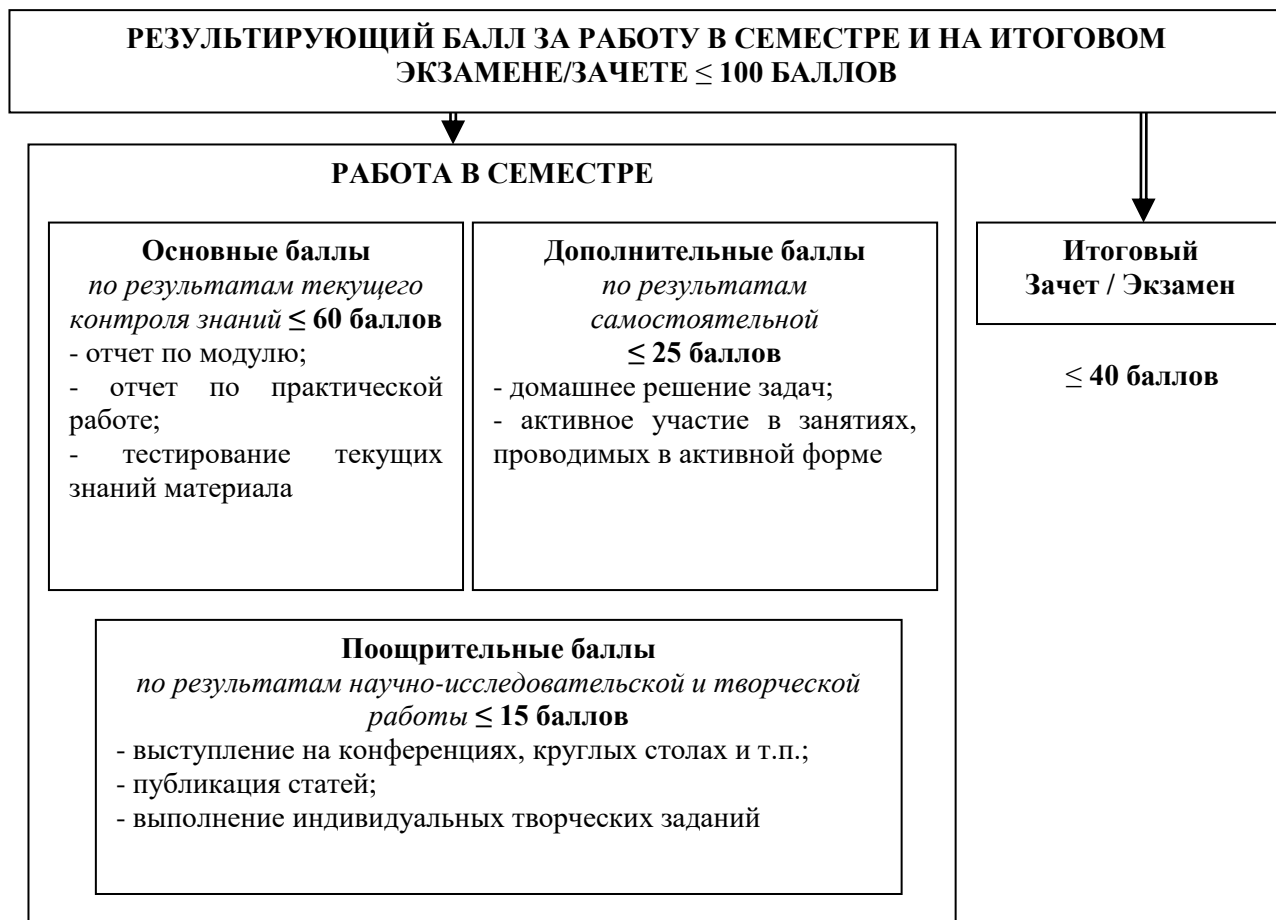 РЕЗУЛЬТИРУЮЩИЙ БАЛЛ ЗА РАБОТУ В СЕМЕСТРЕ И НА ИТОГОВОМ
ЭКЗАМЕНЕ/ЗАЧЕТЕ ≤ 100 БАЛЛОВ
РАБОТА В СЕМЕСТРЕ
Основные баллы
по результатам текущего
контроля знаний ≤ 60 баллов
- отчет по модулю;
- отчет по практической
работе;
- тестирование текущих
знаний материала
Дополнительные баллы
по результатам
самостоятельной
≤ 25 баллов
- домашнее решение задач;
- активное участие в занятиях,
проводимых в активной форме
Итоговый
Зачет / Экзамен
≤ 40 баллов
Поощрительные баллы
по результатам научно-исследовательской и творческой
работы ≤ 15 баллов
- выступление на конференциях, круглых столах и т.п.;
- публикация статей;
- выполнение индивидуальных творческих заданий